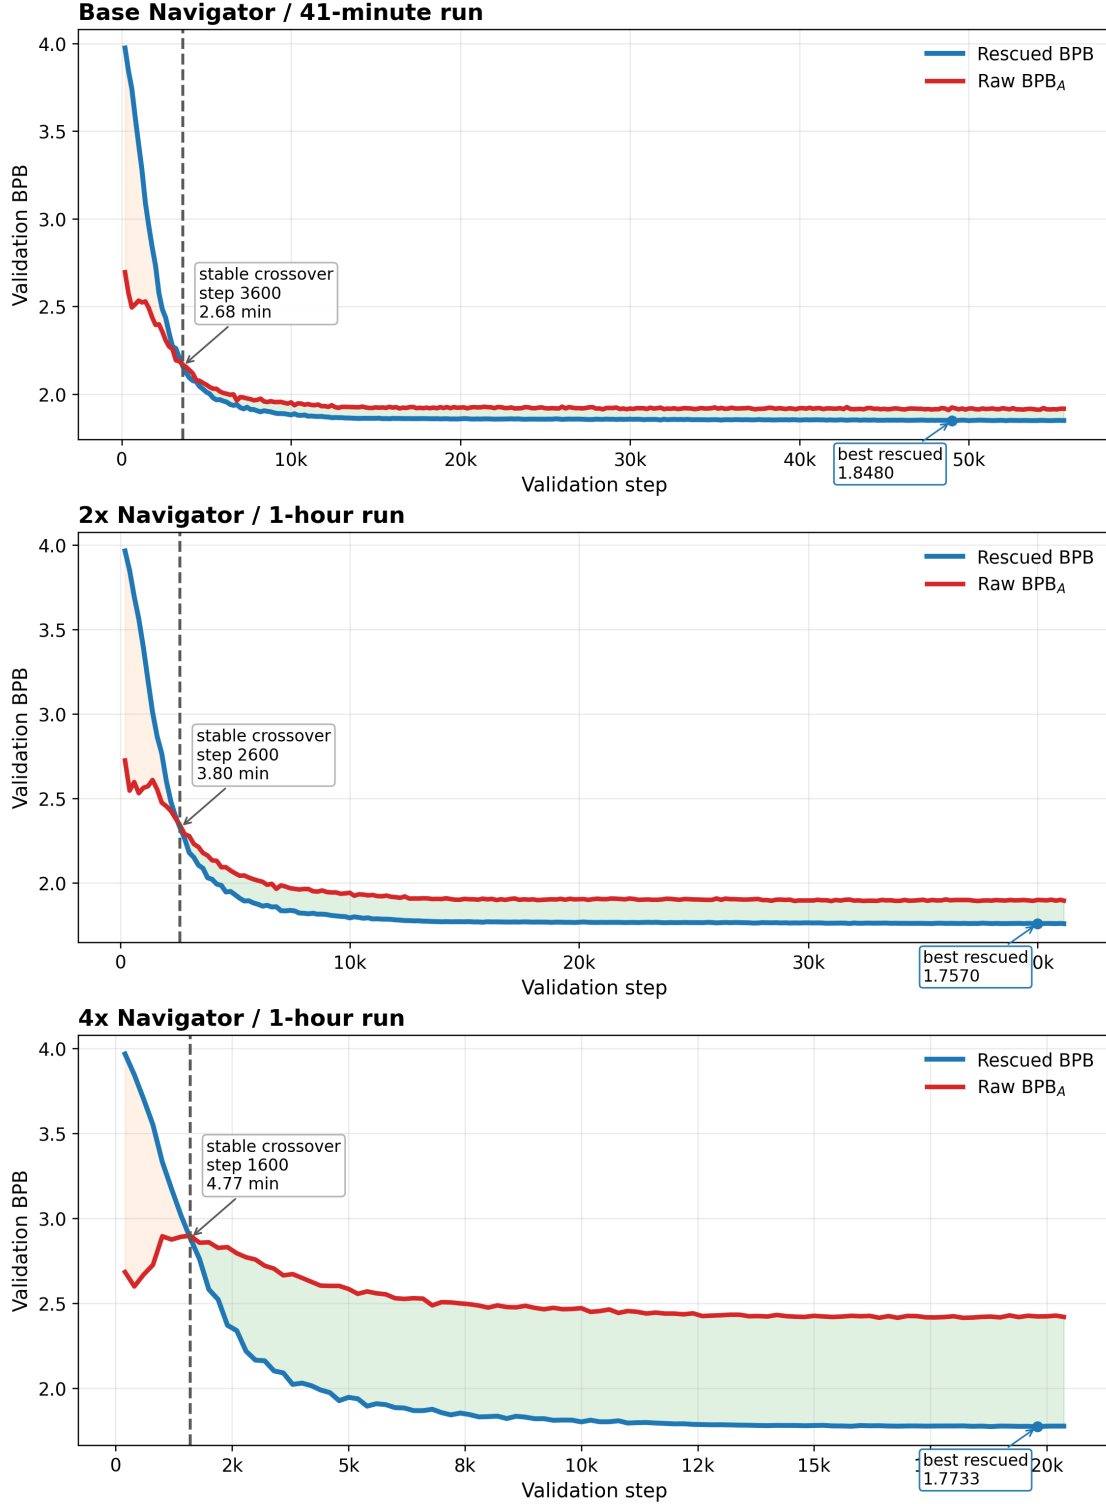 Base Navigator / 41-minute run
4.0
3.5
3.0
2.5
2.0
Validation BPB
Rescued BPB
Raw BPB_A
stable crossover
step 3600
2.68 min
best rescued
1.8480
0
10k
20k
30k
40k
50k
Validation step
2x Navigator / 1-hour run
4.0
3.5
3.0
2.5
2.0
Validation BPB
Rescued BPB
Raw BPB_A
stable crossover
step 2600
3.80 min
best rescued
1.7570
0
10k
20k
30k
0k
Validation step
4x Navigator / 1-hour run
4.0
3.5
3.0
2.5
2.0
Validation BPB
Rescued BPB
Raw BPB_A
stable crossover
step 1600
4.77 min
best rescued
1.7733
0
2k
5k
8k
10k
12k
15k
20k
Validation step